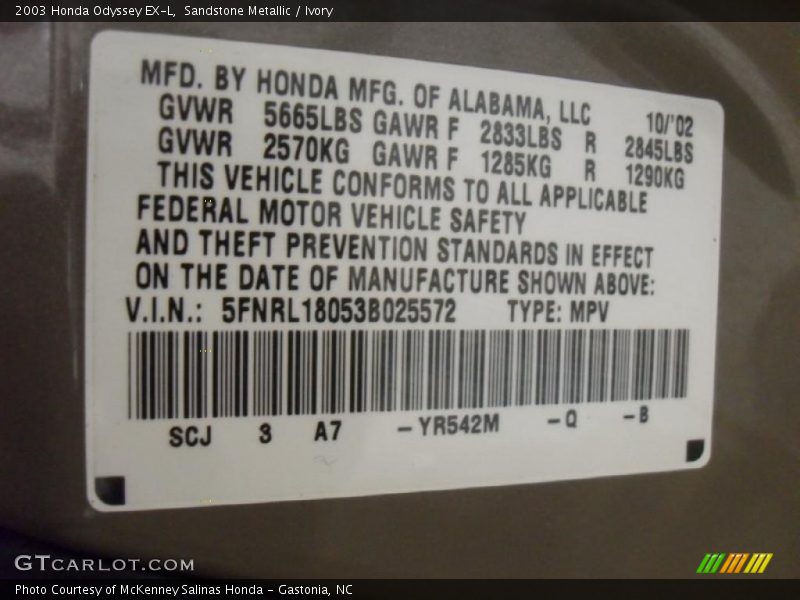 2003 Honda Odyssey EX-L, Sandstone Metallic / Ivory
MFD. BY HONDA MFG. OF ALABAMA, LLC 10/'02
GVWR 5665LBS GAWR F 2833LBS R 2845LBS
GVWR 2570KG GAWR F 1285KG R 1290KG
THIS VEHICLE CONFORMS TO ALL APPLICABLE
FEDERAL MOTOR VEHICLE SAFETY
AND THEFT PREVENTION STANDARDS IN EFFECT
ON THE DATE OF MANUFACTURE SHOWN ABOVE:
V.I.N.: 5FNRL18053B025572 TYPE: MPV
SCJ 3 A7 -YR542M -Q -B
GTCARLOT.COM
Photo Courtesy of McKenney Salinas Honda - Gastonia, NC